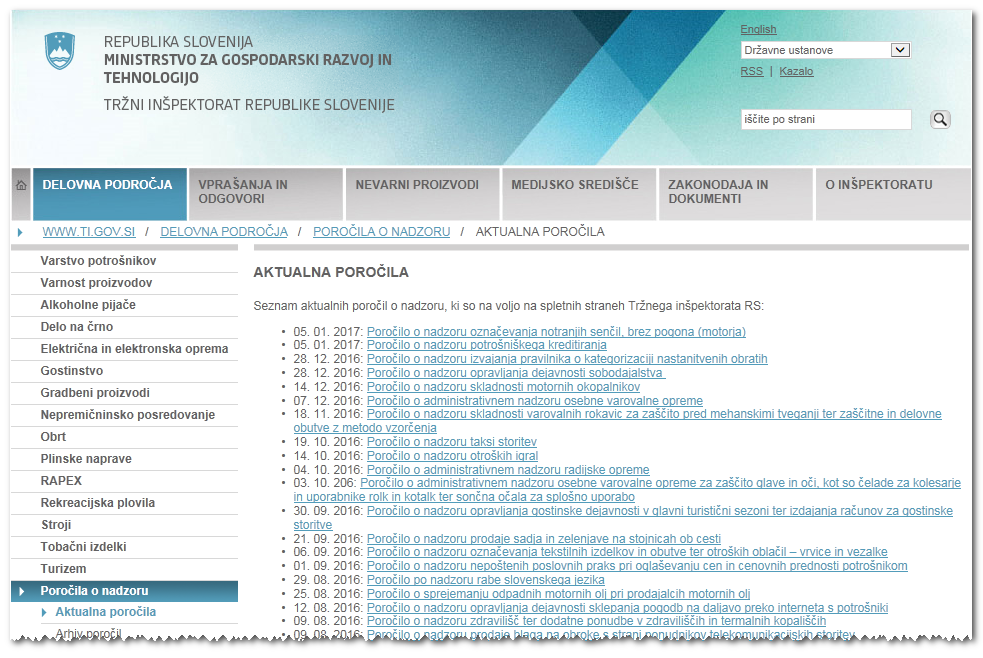 REPUBLIKA SLOVENIJA
MINISTRSTVO ZA GOSPODARSKI RAZVOJ IN
TEHNOLOGIJO
TRŽNI INŠPEKTORAT REPUBLIKE SLOVENIJE
English
Državne ustanove
RSS | Kazalo
iščite po strani
DELOVNA PODROČJA
VPRAŠANJA IN
ODGOVORI
NEVARNI PROIZVODI
MEDIJSKO SREDIŠČE
ZAKONODAJA IN
DOKUMENTI
O INŠPEKTORATU
WWW.TI.GOV.SI / DELOVNA PODROČJA / POROČILA O NADZORU / AKTUALNA POROČILA
Varstvo potrošnikov
Varnost proizvodov
Alkoholne pijače
Delo na črno
Električna in elektronska oprema
Gostinstvo
Gradbeni proizvodi
Nepremičninsko posredovanje
Obrt
Plinske naprave
RAPEX
Rekreacijska plovila
Stroji
Tobačni izdelki
Turizem
Poročila o nadzoru
Aktualna poročila
Arhiv poročil
AKTUALNA POROČILA
Seznam aktualnih poročil o nadzoru, ki so na voljo na spletnih straneh Tržnega inšpektorata RS:
• 05. 01. 2017: Poročilo o nadzoru označevanja notranjih senčil, brez pogona (motorja)
• 05. 01. 2017: Poročilo o nadzoru potrošniškega kreditiranja
• 28. 12. 2016: Poročilo o nadzoru izvajanja pravilnika o kategorizaciji nastanitvenih obratih
• 28. 12. 2016: Poročilo o nadzoru opravljanja dejavnosti sobodajalstva
• 14. 12. 2016: Poročilo o nadzoru skladnosti motornih okopalnikov
• 07. 12. 2016: Poročilo o administrativnem nadzoru osebne varovalne opreme
• 18. 11. 2016: Poročilo o nadzoru skladnosti varovalnih rokavic za zaščito pred mehanskimi tveganji ter zaščitne in delovne
obutve z metodo vzorčenja
• 19. 10. 2016: Poročilo o nadzoru taksi storitev
• 14. 10. 2016: Poročilo o nadzoru otroških igral
• 04. 10. 2016: Poročilo o administrativnem nadzoru radijske opreme
• 03. 10. 206: Poročilo o administrativnem nadzoru osebne varovalne opreme za zaščito glave in oči, kot so čelade za kolesarje
in uporabnike rolk in kotalk ter sončna očala za splošno uporabo
• 30. 09. 2016: Poročilo o nadzoru opravljanja gostinske dejavnosti v glavni turistični sezoni ter izdajanja računov za gostinske
storitve
• 21. 09. 2016: Poročilo o nadzoru prodaje sadja in zelenjave na stojnicah ob cesti
• 06. 09. 2016: Poročilo o nadzoru označevanja tekstilnih izdelkov in obutve ter otroških oblačil – vrvice in vezalke
• 01. 09. 2016: Poročilo o nadzoru nepoštenih poslovnih praks pri oglaševanju cen in cenovnih prednosti potrošnikom
• 29. 08. 2016: Poročilo po nadzoru rabe slovenskega jezika
• 25. 08. 2016: Poročilo o sprejemanju odpadnih motornih olj pri prodajalcih motornih olj
• 12. 08. 2016: Poročilo o nadzoru opravljanja dejavnosti sklepanja pogodb na daljavo preko interneta s potrošniki
• 09. 08. 2016: Poročilo o nadzoru zdravilišč ter dodatne ponudbe v zdraviliščih in termalnih kopališčih
• 09. 08. 2016: Poročilo o nadzoru prodaje blaga na obroke s strani ponudnikov telekomunikacijskih storitev